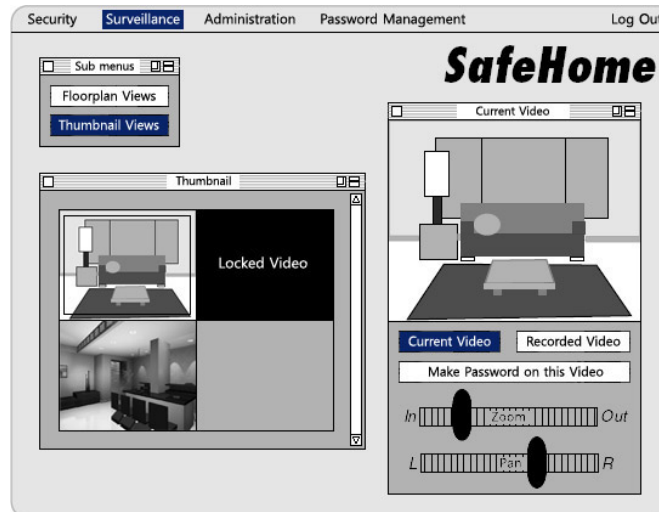 Security Surveillance Administration Password Management Log Out
SafeHome
Sub menus
Floorplan Views
Thumbnail Views
Current Video
Thumbnail
Locked Video
Current Video Recorded Video
Make Password on this Video
In Zoom Out
L Pan R